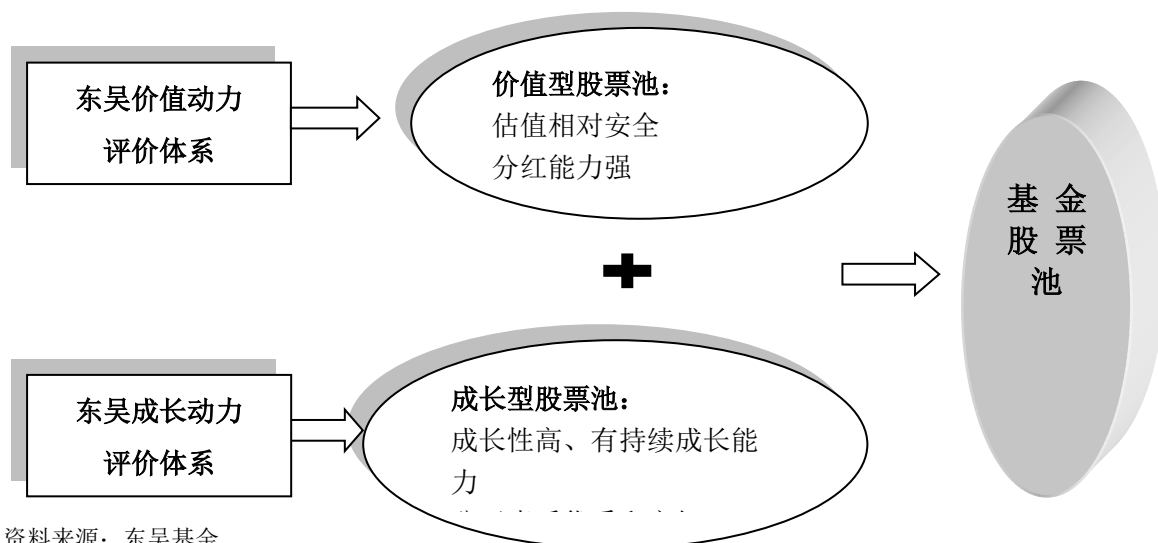 东吴价值动力
评价体系
价值型股票池：
估值相对安全
分红能力强
基 金
股 票
池
东吴成长动力
评价体系
成长型股票池：
成长性高、有持续成长能
力
资料来源：东吴基金